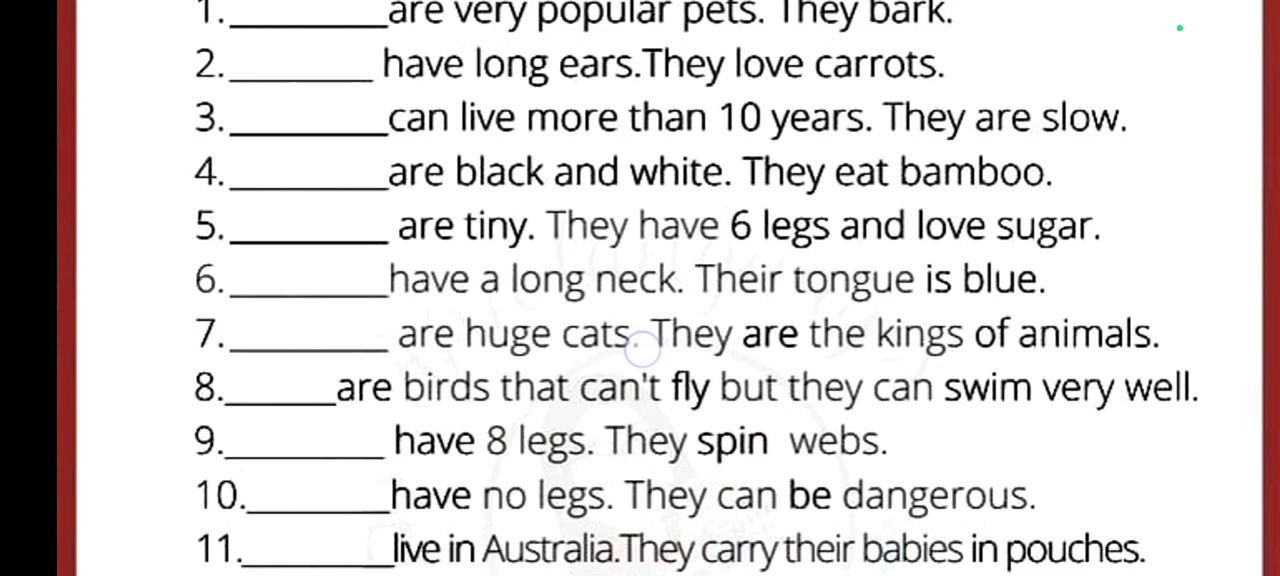 1.________are very popular pets. They bark.
2._______ have long ears.They love carrots.
3.________can live more than 10 years. They are slow.
4.________are black and white. They eat bamboo.
5.________ are tiny. They have 6 legs and love sugar.
6.________have a long neck. Their tongue is blue.
7.________ are huge cats. They are the kings of animals.
8.______are birds that can't fly but they can swim very well.
9.________ have 8 legs. They spin webs.
10._______have no legs. They can be dangerous.
11.________live in Australia.They carry their babies in pouches.